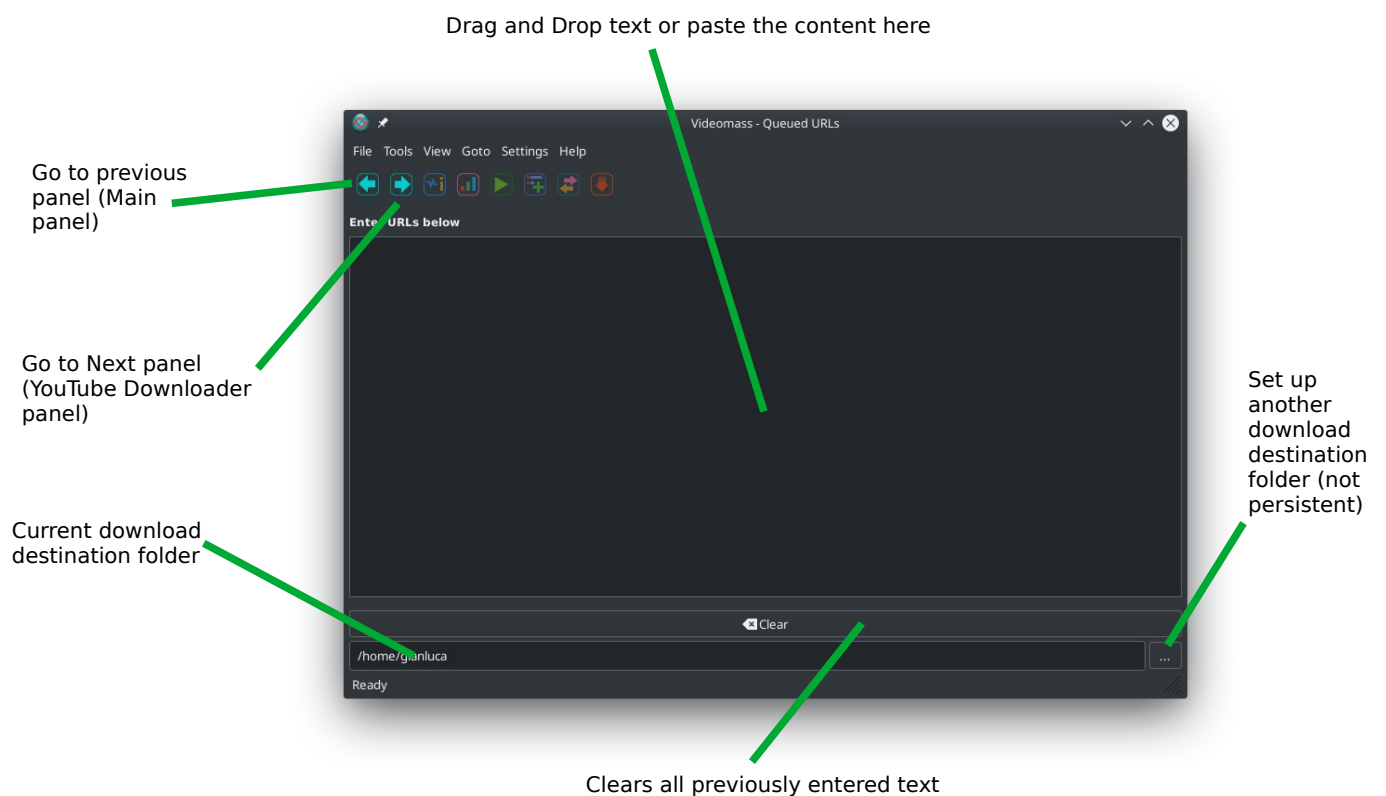 Drag and Drop text or paste the content here
Videomass - Queued URLs
File Tools View Goto Settings Help
Go to previous
panel (Main
panel)
Enter URLs below
Go to Next panel
(YouTube Downloader
panel)
Set up
another
download
destination
folder (not
persistent)
Current download
destination folder
Clear
/home/gianluca
...
Ready
Clears all previously entered text